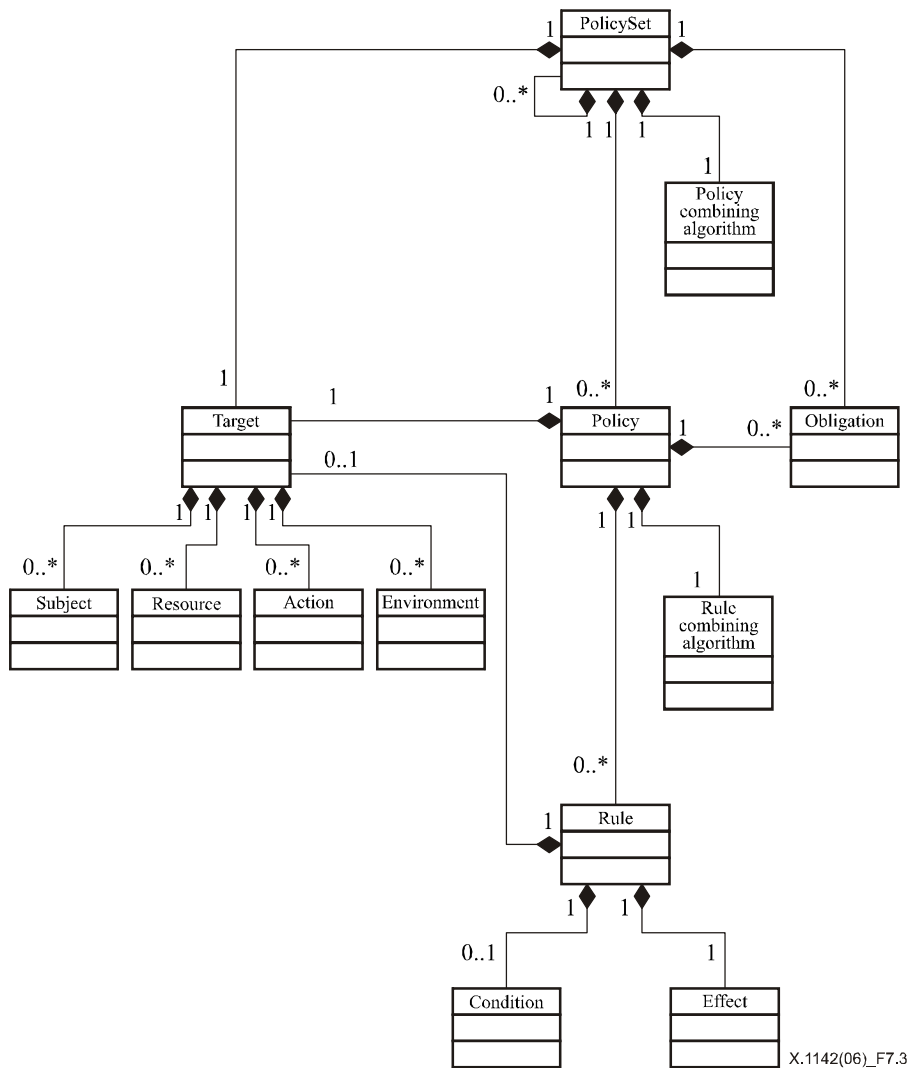 PolicySet
1
1
0..*
1
1
1
1
Policy
combining
algorithm
1
0..*
0..*
1
1
Target
Policy
Obligation
1
0..*
0..1
1
1
1
1
1
1
0..*
0..*
0..*
0..*
1
Subject
Resource
Action
Environment
Rule
combining
algorithm
0..*
1
Rule
1
1
0..1
1
Condition
Effect
X.1142(06)_F7.3